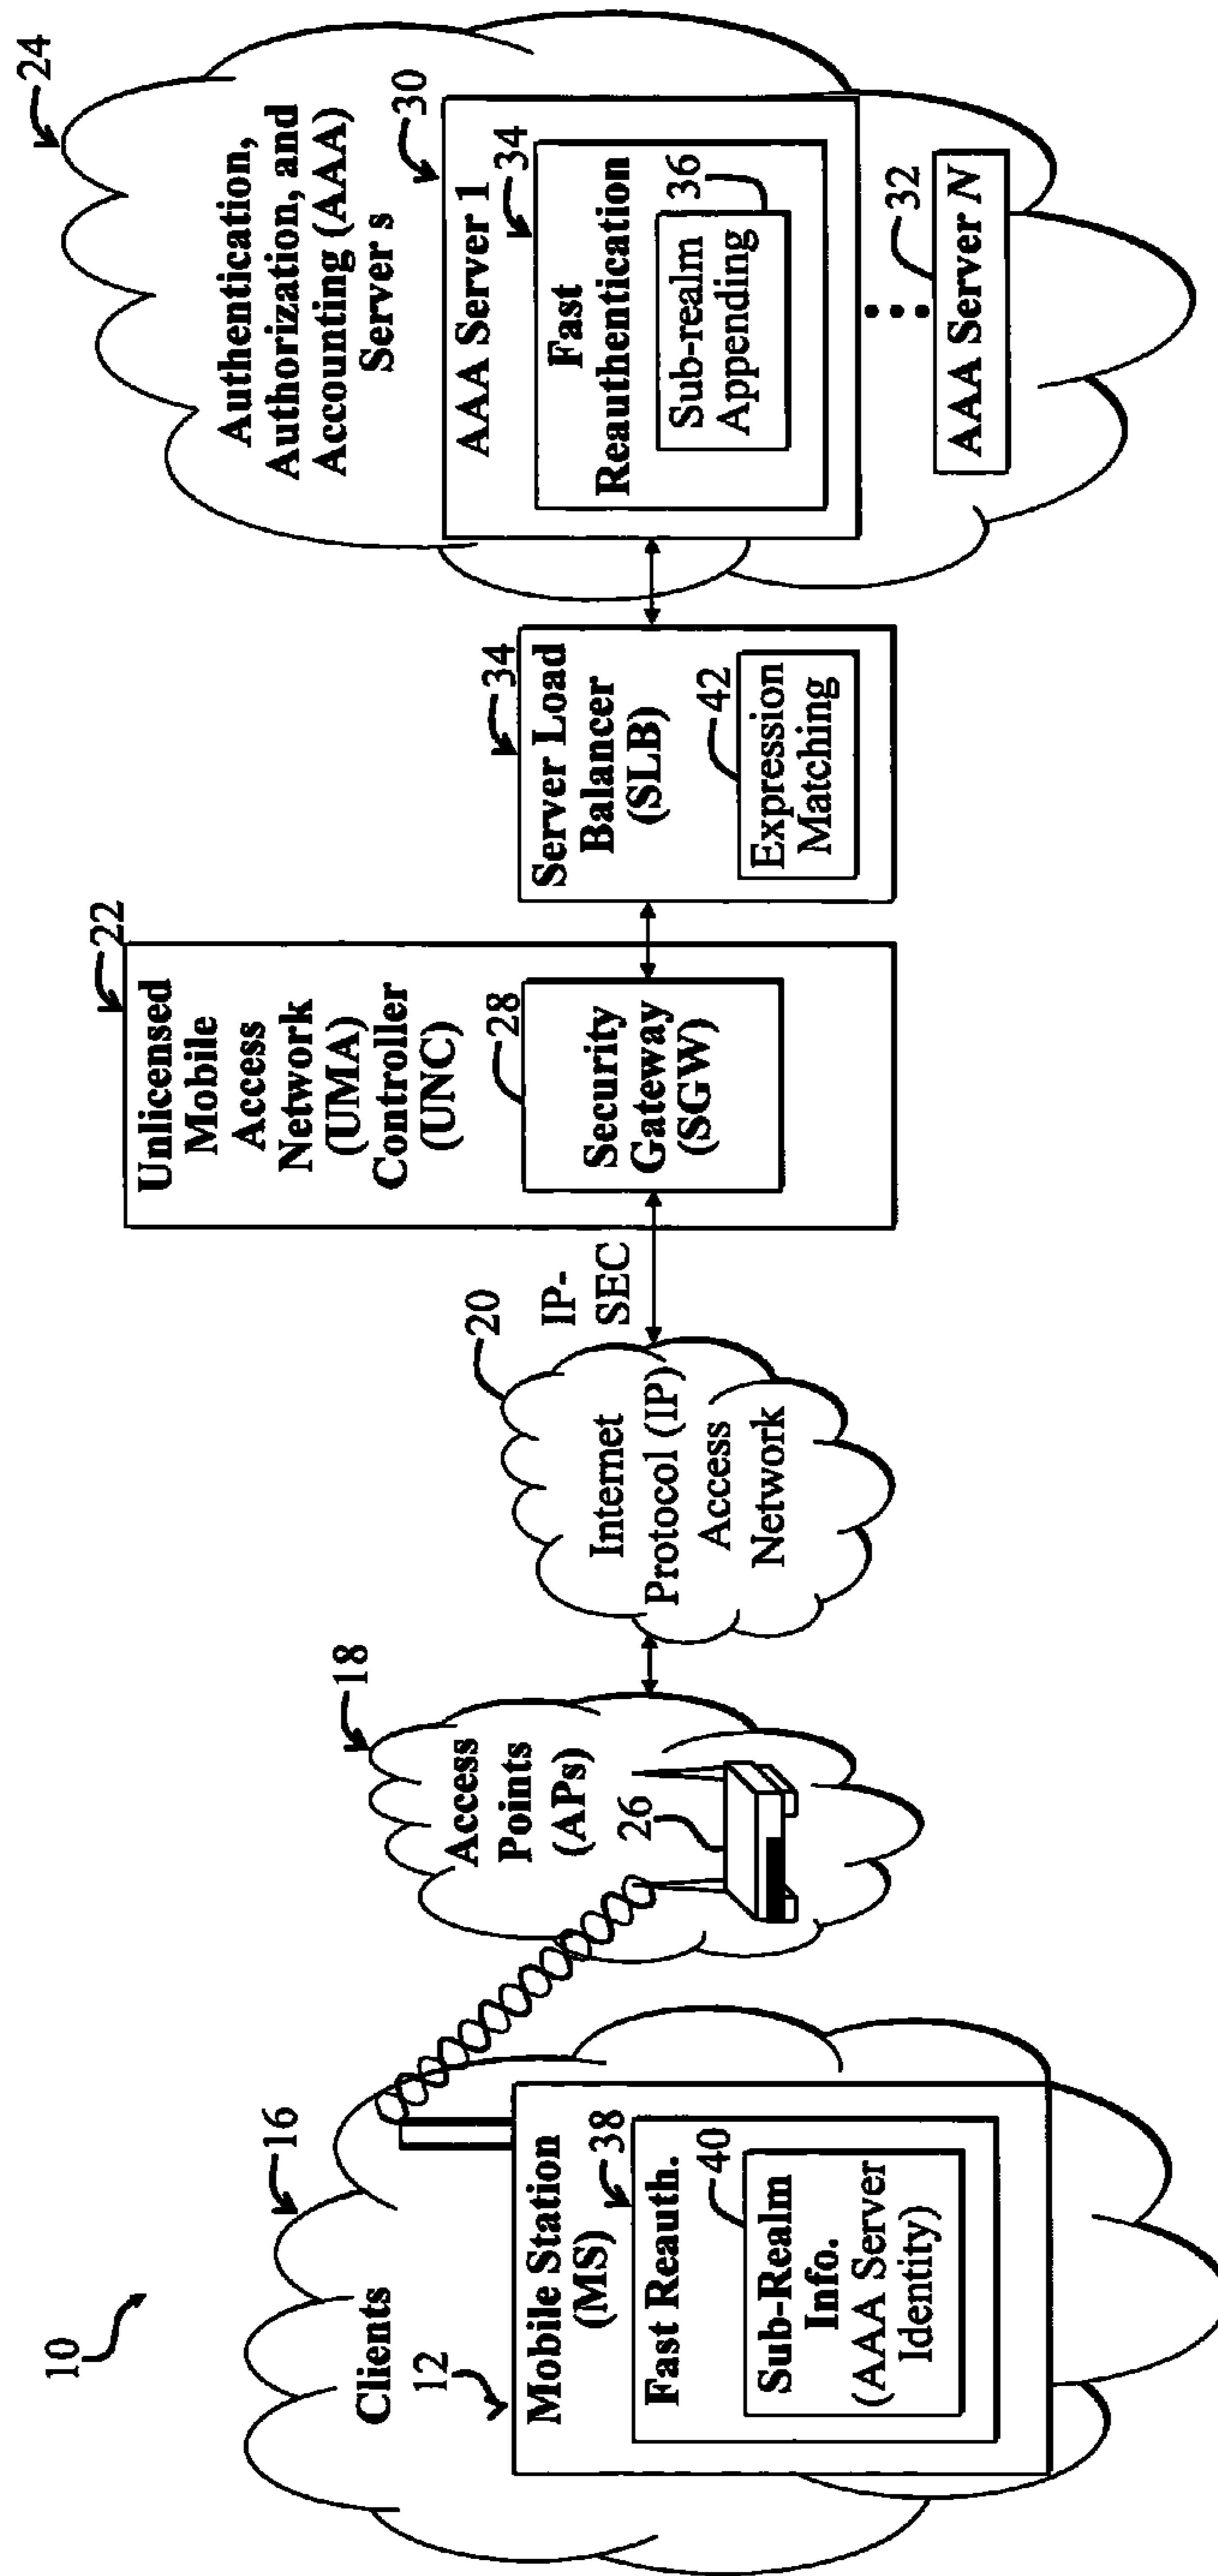 10
16
Clients
12
Mobile Station
(MS)
38
Fast Reauth.
40
Sub-Realm
Info.
(AAA Server
Identity)
18
Access
Points
(APs)
26
20
Internet
Protocol (IP)
Access
Network
IP-
SEC
22
Unlicensed
Mobile
Access
Network (UMA)
Controller
(UNC)
28
Security
Gateway
(SGW)
34
Server Load
Balancer
(SLB)
42
Expression
Matching
24
Authentication,
Authorization, and
Accounting (AAA)
Server s
30
AAA Server 1
34
Fast
Reauthentication
36
Sub-realm
Appending
32
AAA Server N